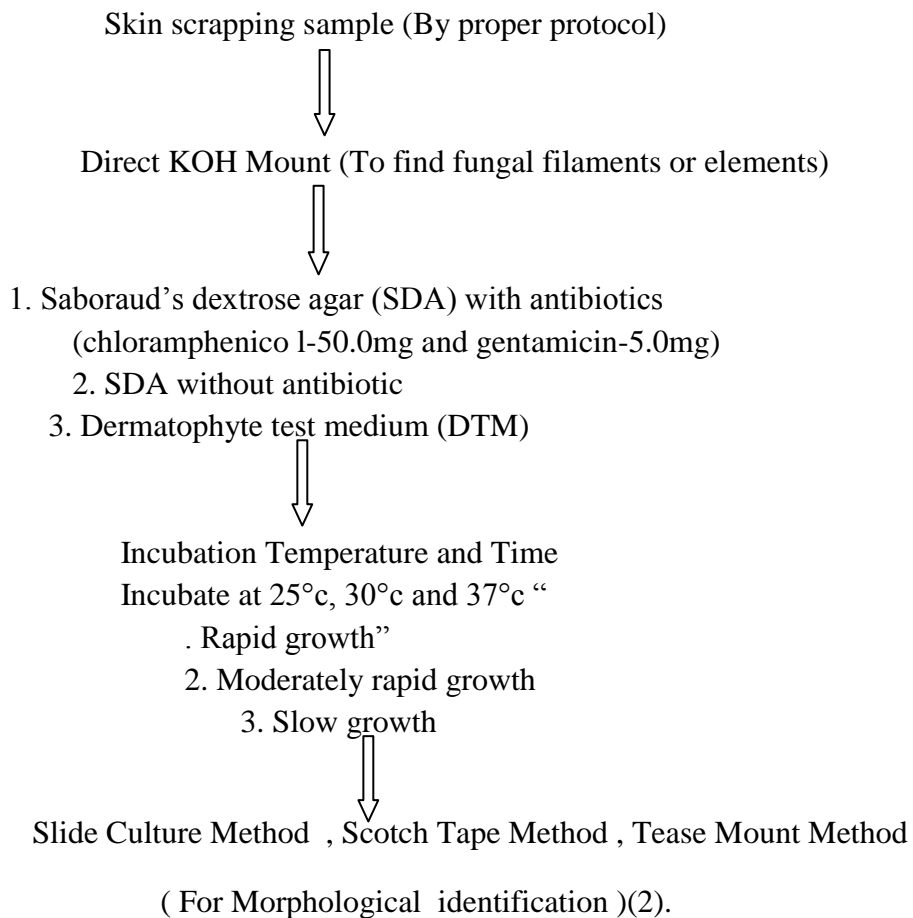 Skin scrapping sample (By proper protocol)
Direct KOH Mount (To find fungal filaments or elements)
1. Saboraud’s dextrose agar (SDA) with antibiotics
(chloramphenico l-50.0mg and gentamicin-5.0mg)
2. SDA without antibiotic
3. Dermatophyte test medium (DTM)
Incubation Temperature and Time
Incubate at 25°c, 30°c and 37°c “
. Rapid growth”
2. Moderately rapid growth
3. Slow growth
Slide Culture Method , Scotch Tape Method , Tease Mount Method
( For Morphological identification )(2).